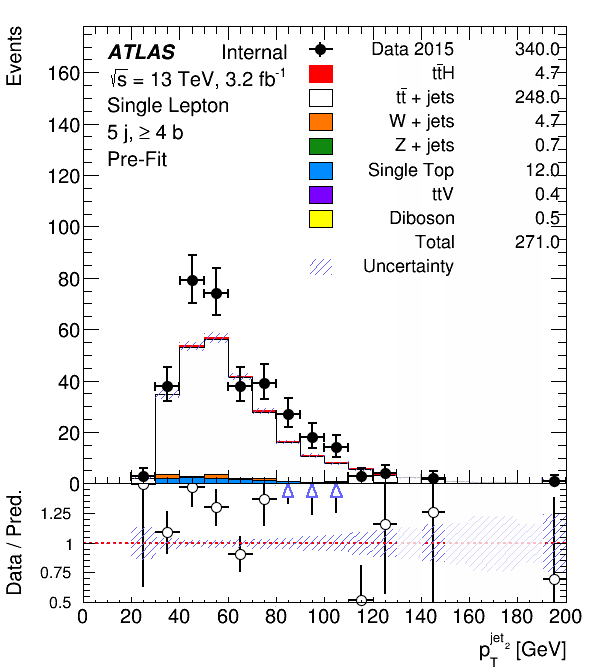 Events
ATLAS Internal
√s = 13 TeV, 3.2 fb⁻¹
Single Lepton
5 j, ≥ 4 b
Pre-Fit
Data 2015 340.0
tt̄H 4.7
tt̄ + jets 248.0
W + jets 4.7
Z + jets 0.7
Single Top 12.0
ttV 0.4
Diboson 0.5
Total 271.0
Uncertainty
160
140
120
100
80
60
40
20
0
Data / Pred.
1.25
1
0.75
0.5
0 20 40 60 80 100 120 140 160 180 200
p_T^{jet_2} [GeV]